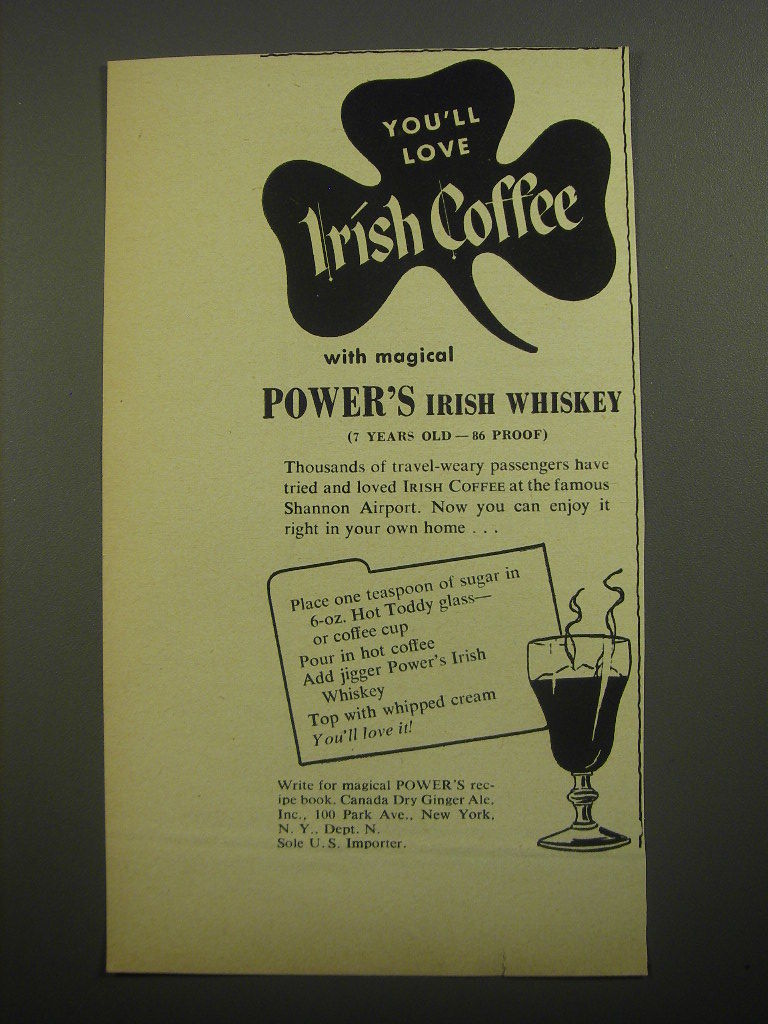 YOU'LL
LOVE
Irish Coffee
with magical
POWER'S IRISH WHISKEY
(7 YEARS OLD — 86 PROOF)
Thousands of travel-weary passengers have
tried and loved IRISH COFFEE at the famous
Shannon Airport. Now you can enjoy it
right in your own home . . .
Place one teaspoon of sugar in
6-oz. Hot Toddy glass—
or coffee cup
Pour in hot coffee
Add jigger Power's Irish
Whiskey
Top with whipped cream
You'll love it!
Write for magical POWER'S rec-
ipe book. Canada Dry Ginger Ale,
Inc., 100 Park Ave., New York,
N. Y., Dept. N.
Sole U. S. Importer.